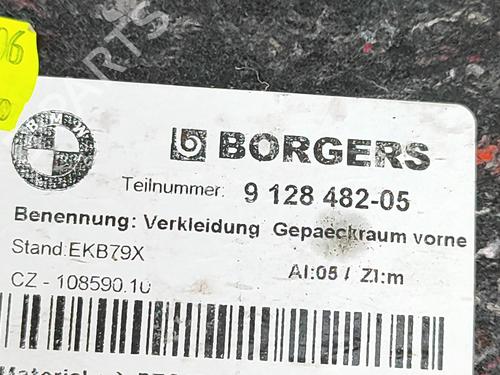 06
BMW
BORGERS
Teilnummer: 9 128 482-05
Benennung: Verkleidung Gepaeckraum vorne
Stand:EKB79X
AI:05 / ZI:m
CZ - 108590.10